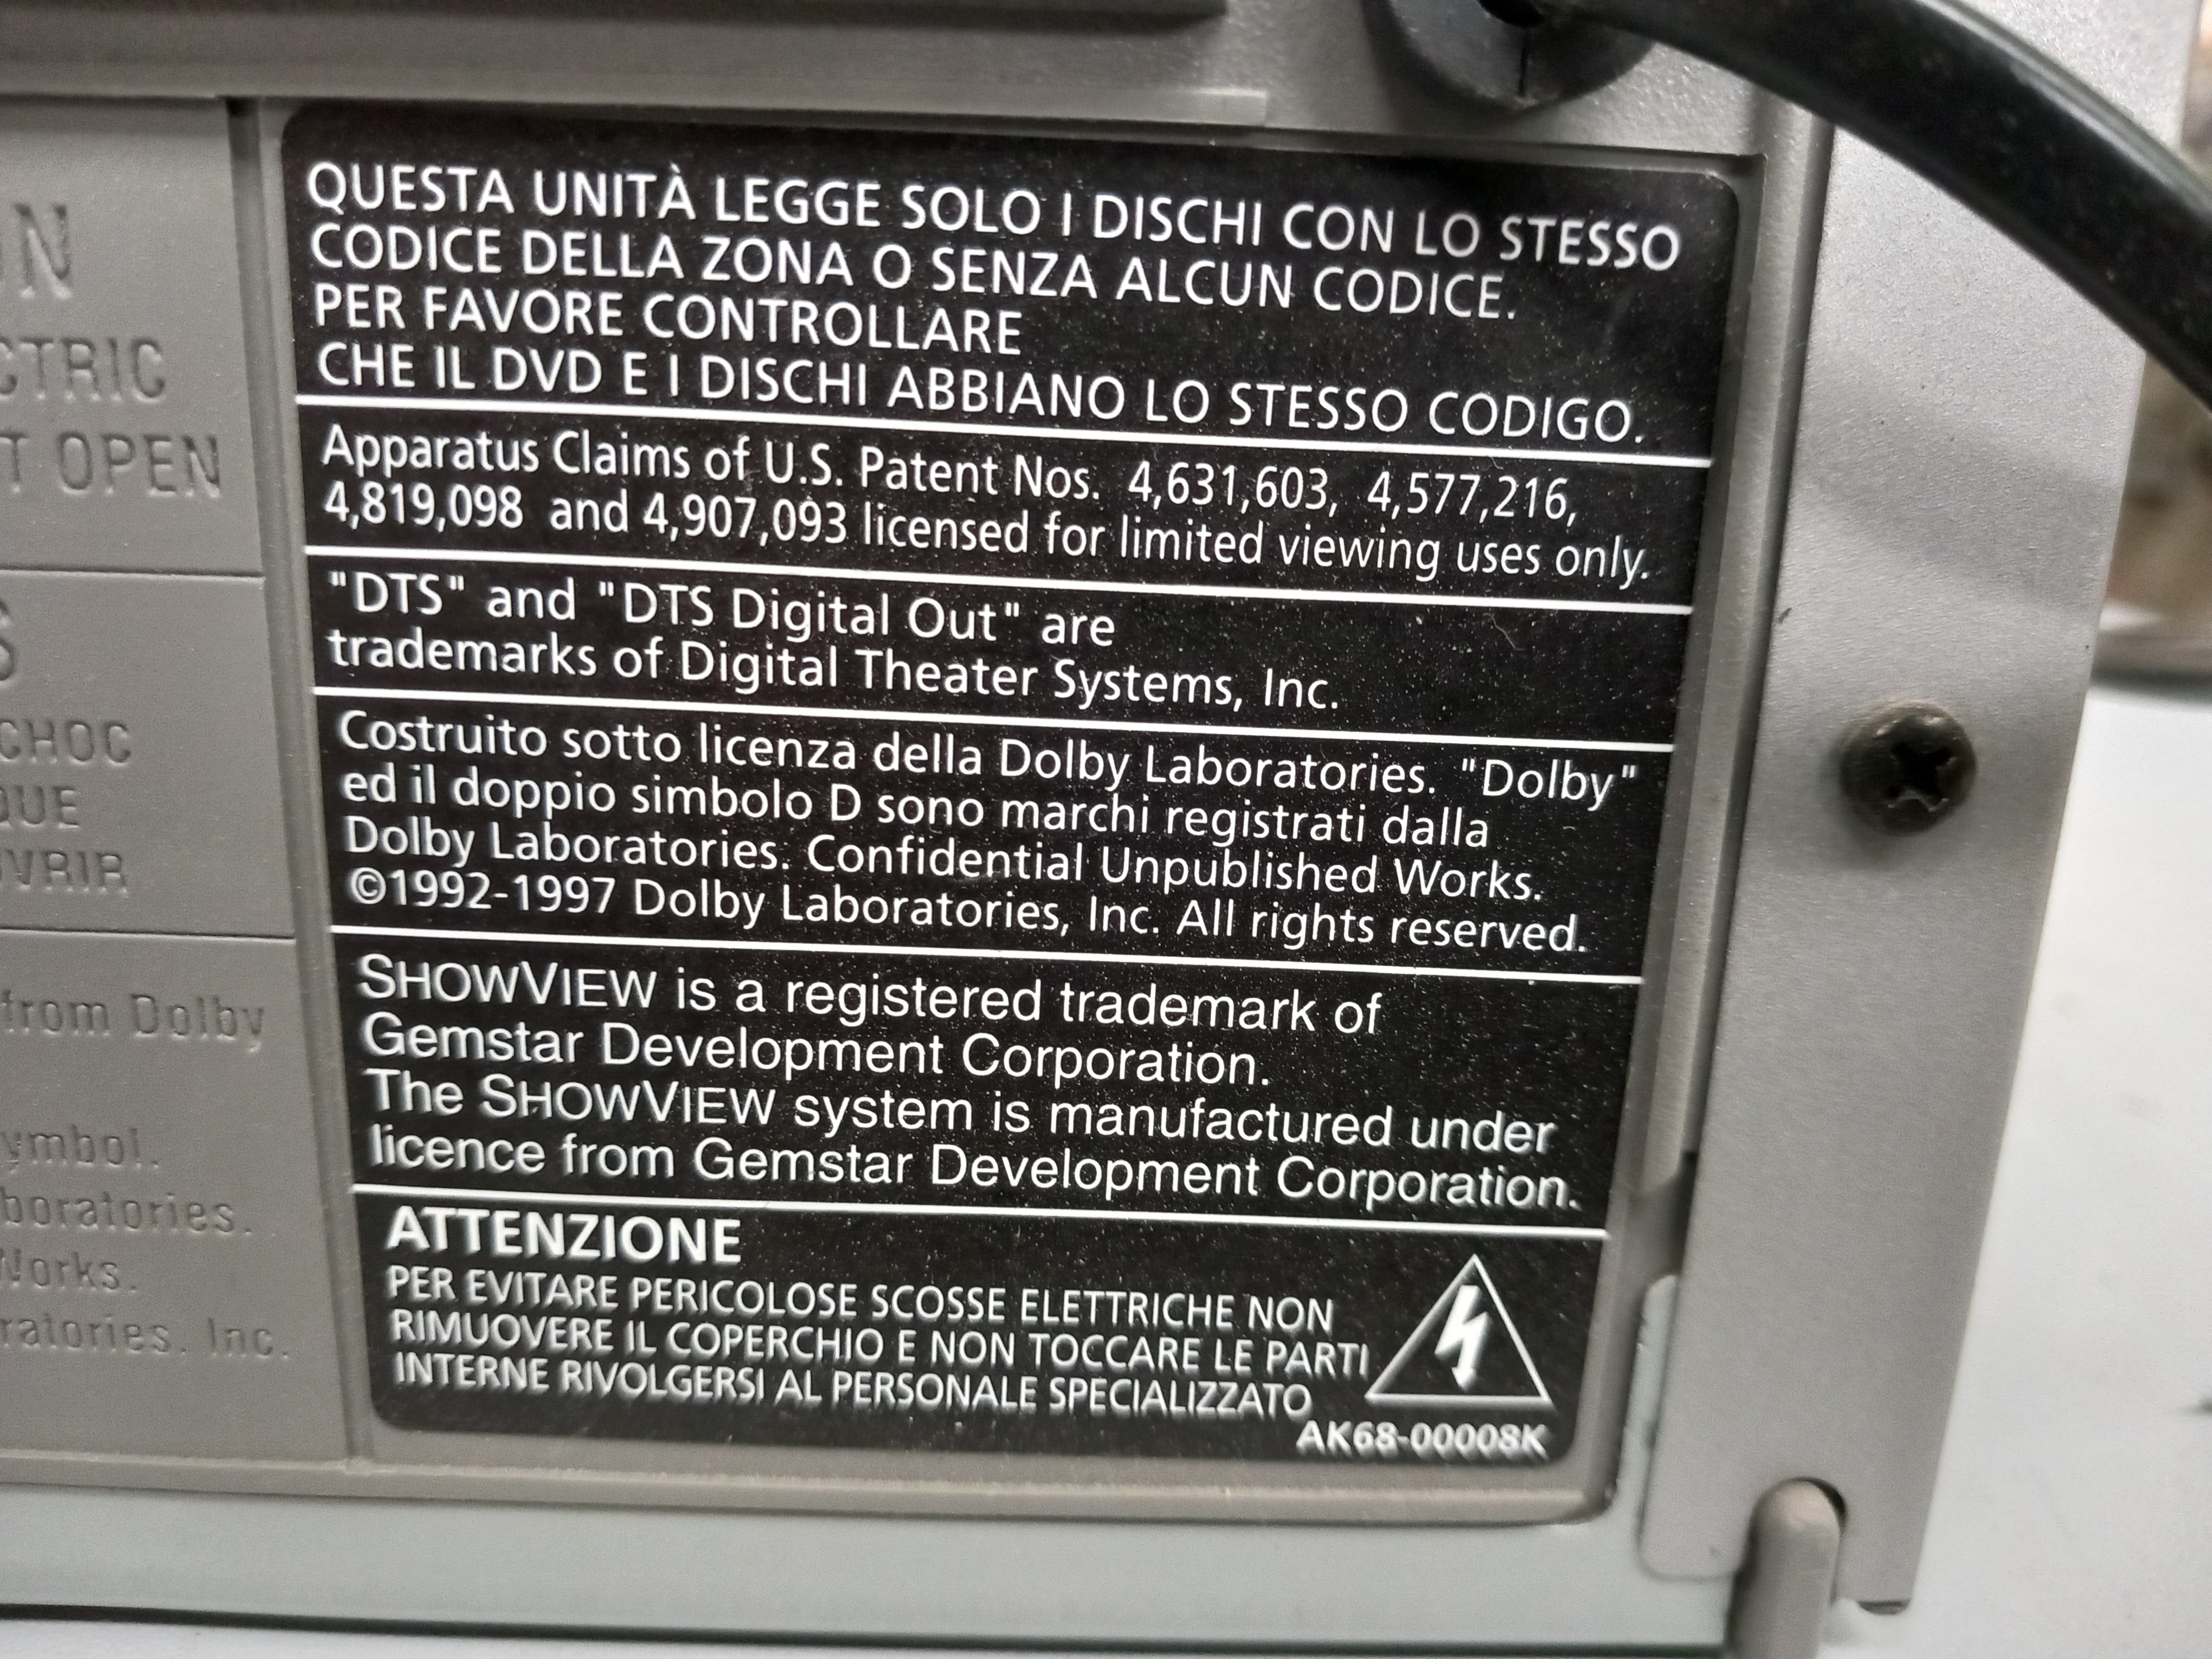 ON
CTRIC
T OPEN
S
CHOC
QUE
UVRIR
from Dolby
ymbol.
boratories.
Works.
ratories, Inc.
QUESTA UNITÀ LEGGE SOLO I DISCHI CON LO STESSO
CODICE DELLA ZONA O SENZA ALCUN CODICE.
PER FAVORE CONTROLLARE
CHE IL DVD E I DISCHI ABBIANO LO STESSO CODIGO.
Apparatus Claims of U.S. Patent Nos. 4,631,603, 4,577,216,
4,819,098 and 4,907,093 licensed for limited viewing uses only.
"DTS" and "DTS Digital Out" are
trademarks of Digital Theater Systems, Inc.
Costruito sotto licenza della Dolby Laboratories. "Dolby"
ed il doppio simbolo D sono marchi registrati dalla
Dolby Laboratories. Confidential Unpublished Works.
©1992-1997 Dolby Laboratories, Inc. All rights reserved.
SHOWVIEW is a registered trademark of
Gemstar Development Corporation.
The SHOWVIEW system is manufactured under
licence from Gemstar Development Corporation.
ATTENZIONE
PER EVITARE PERICOLOSE SCOSSE ELETTRICHE NON
RIMUOVERE IL COPERCHIO E NON TOCCARE LE PARTI
INTERNE RIVOLGERSI AL PERSONALE SPECIALIZZATO
AK68-00008K